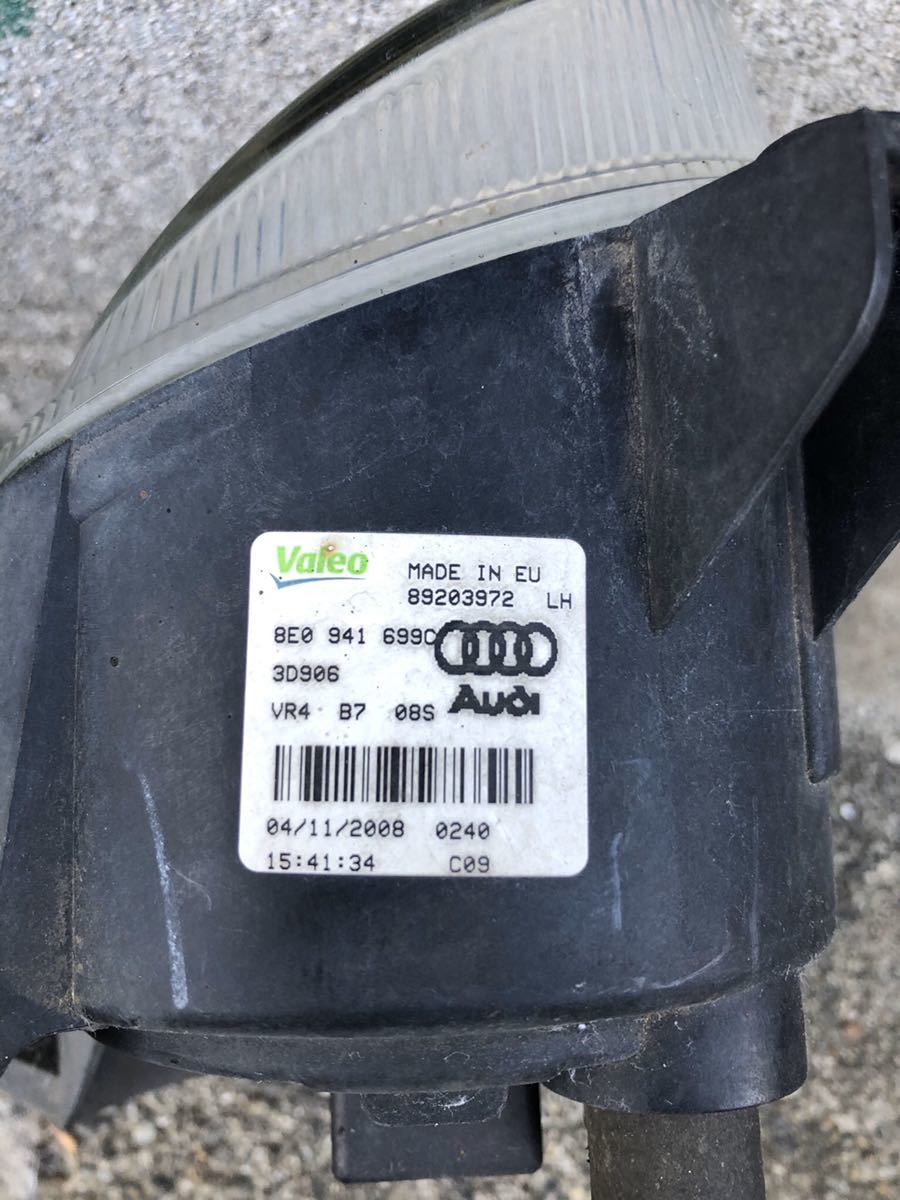 Valeo
MADE IN EU
89203972 LH
8E0 941 699C
3D906
Audi
VR4 B7 08S
04/11/2008 0240
15:41:34 C09